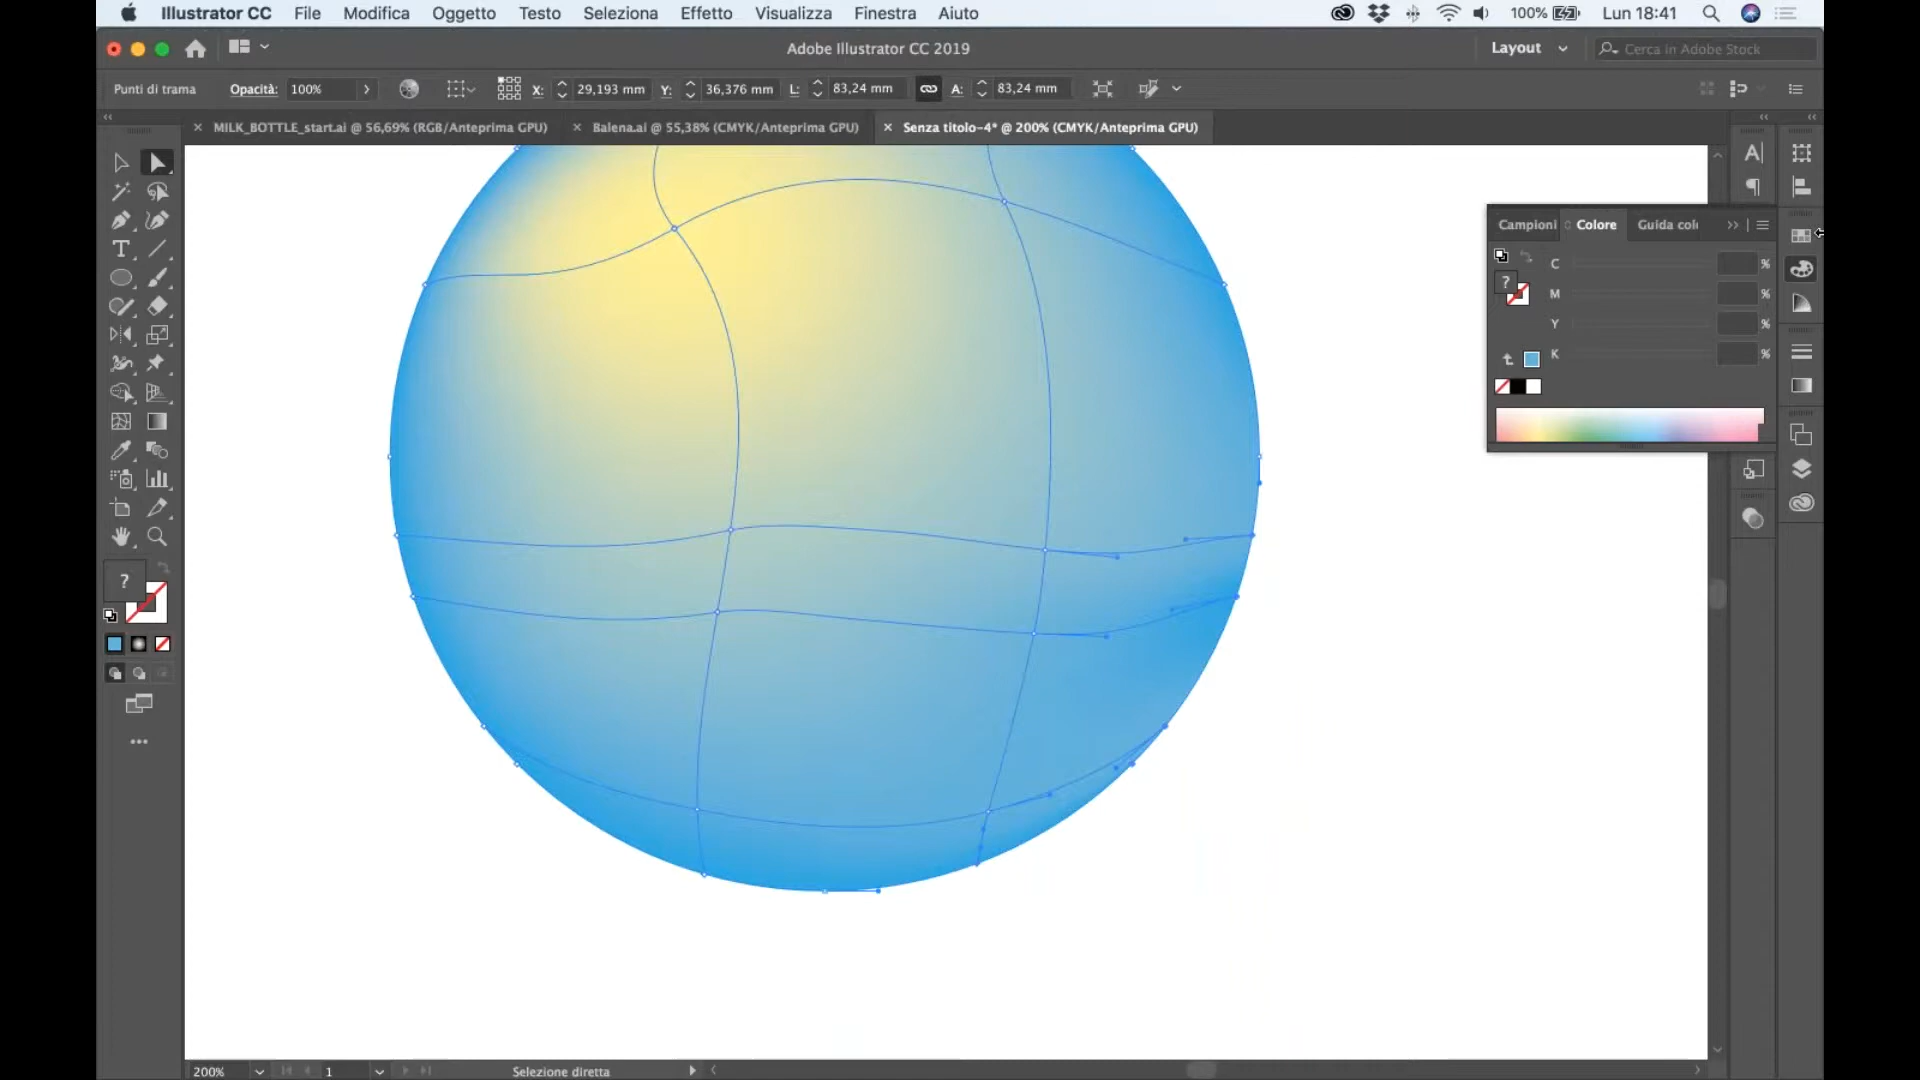 Illustrator CC File Modifica Oggetto Testo Seleziona Effetto Visualizza Finestra Aiuto 100% Lun 18:41
Adobe Illustrator CC 2019 Layout Cerca in Adobe Stock
Punti di trama Opacità: 100% X: 29,193 mm Y: 36,376 mm L: 83,24 mm A: 83,24 mm
MILK_BOTTLE_start.ai @ 56,69% (RGB/Anteprima GPU) Balena.ai @ 55,38% (CMYK/Anteprima GPU) Senza titolo-4* @ 200% (CMYK/Anteprima GPU)
Campioni Colore Guida col
C %
M %
Y %
K %
?
?
200% 1 Selezione diretta